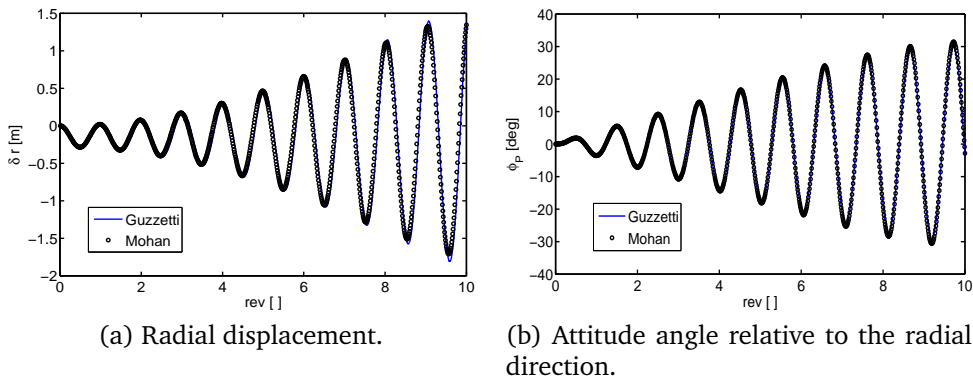 1.5
1
0.5
0
−0.5
−1
−1.5
−2
δ r [m]
0 2 4 6 8 10
rev [ ]
Guzzetti
Mohan
(a) Radial displacement.
40
30
20
10
0
−10
−20
−30
−40
ϕP [deg]
0 2 4 6 8 10
rev [ ]
Guzzetti
Mohan
(b) Attitude angle relative to the radial
direction.